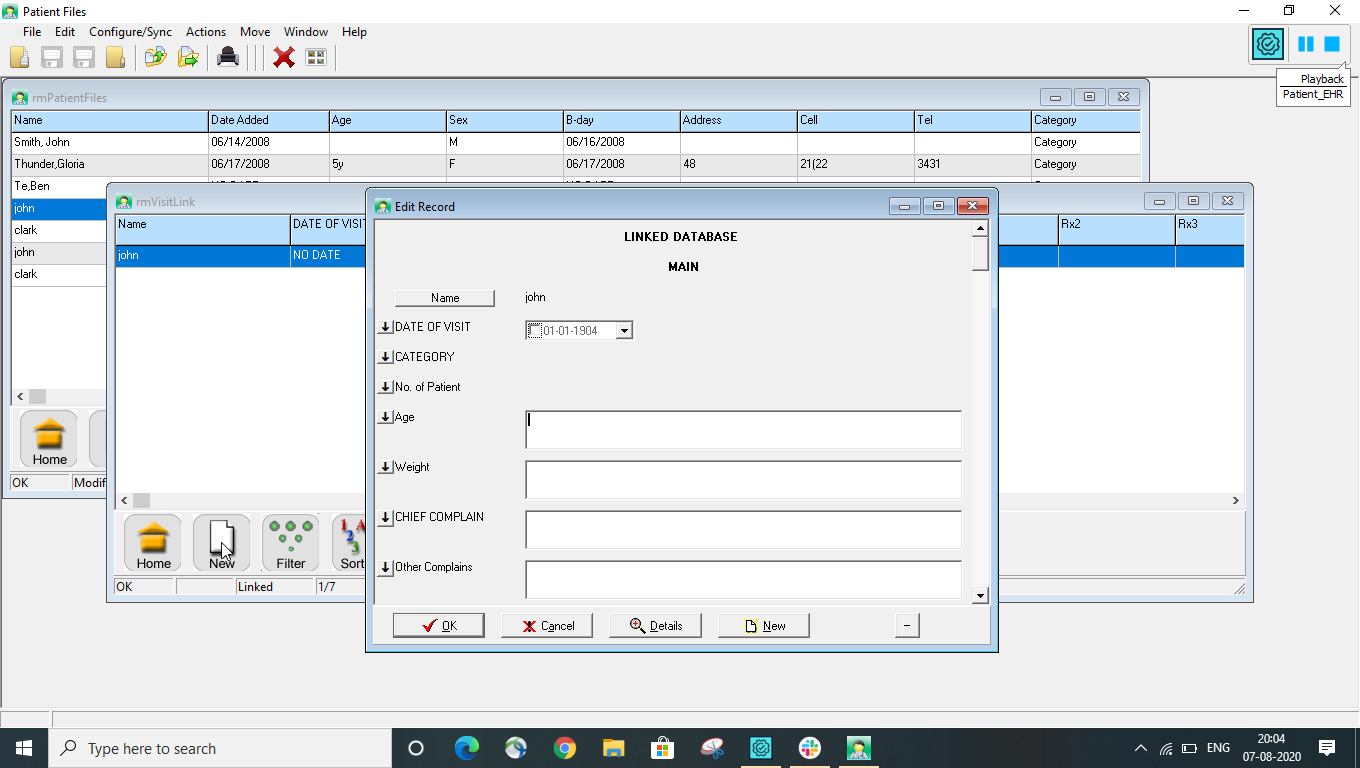 Patient Files
File Edit Configure/Sync Actions Move Window Help
Playback
Patient_EHR
rmPatientFiles
Name Date Added Age Sex B-day Address Cell Tel Category
Smith, John 06/14/2008 M 06/16/2008 Category
Thunder,Gloria 06/17/2008 5y F 06/17/2008 48 21(22 3431 Category
Te,Ben
john
clark
john
clark
Home
OK Modif
rmVisitLink
Name DATE OF VISIT Rx2 Rx3
john NO DATE
Home New Filter Sort
OK Linked 1/7
Edit Record
LINKED DATABASE
MAIN
Name john
DATE OF VISIT 01-01-1904
CATEGORY
No. of Patient
Age
Weight
CHIEF COMPLAIN
Other Complains
OK Cancel Details New −
Type here to search
ENG
20:04
07-08-2020